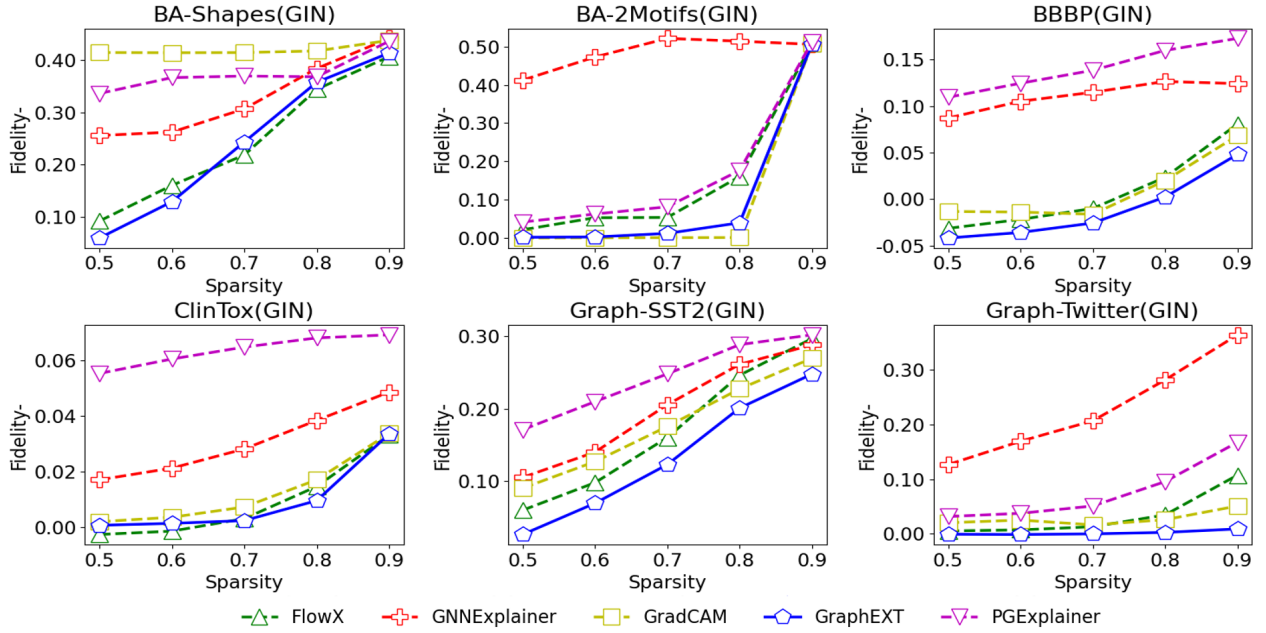 BA-Shapes(GIN)
BA-2Motifs(GIN)
BBBP(GIN)
Fidelity-
0.40
0.30
0.20
0.10
0.5 0.6 0.7 0.8 0.9
Sparsity
Fidelity-
0.50
0.40
0.30
0.20
0.10
0.00
0.5 0.6 0.7 0.8 0.9
Sparsity
Fidelity-
0.15
0.10
0.05
0.00
-0.05
0.5 0.6 0.7 0.8 0.9
Sparsity
ClinTox(GIN)
Graph-SST2(GIN)
Graph-Twitter(GIN)
Fidelity-
0.06
0.04
0.02
0.00
0.5 0.6 0.7 0.8 0.9
Sparsity
Fidelity-
0.30
0.20
0.10
0.5 0.6 0.7 0.8 0.9
Sparsity
Fidelity-
0.30
0.20
0.10
0.00
0.5 0.6 0.7 0.8 0.9
Sparsity
FlowX GNNExplainer GradCAM GraphEXT PGExplainer